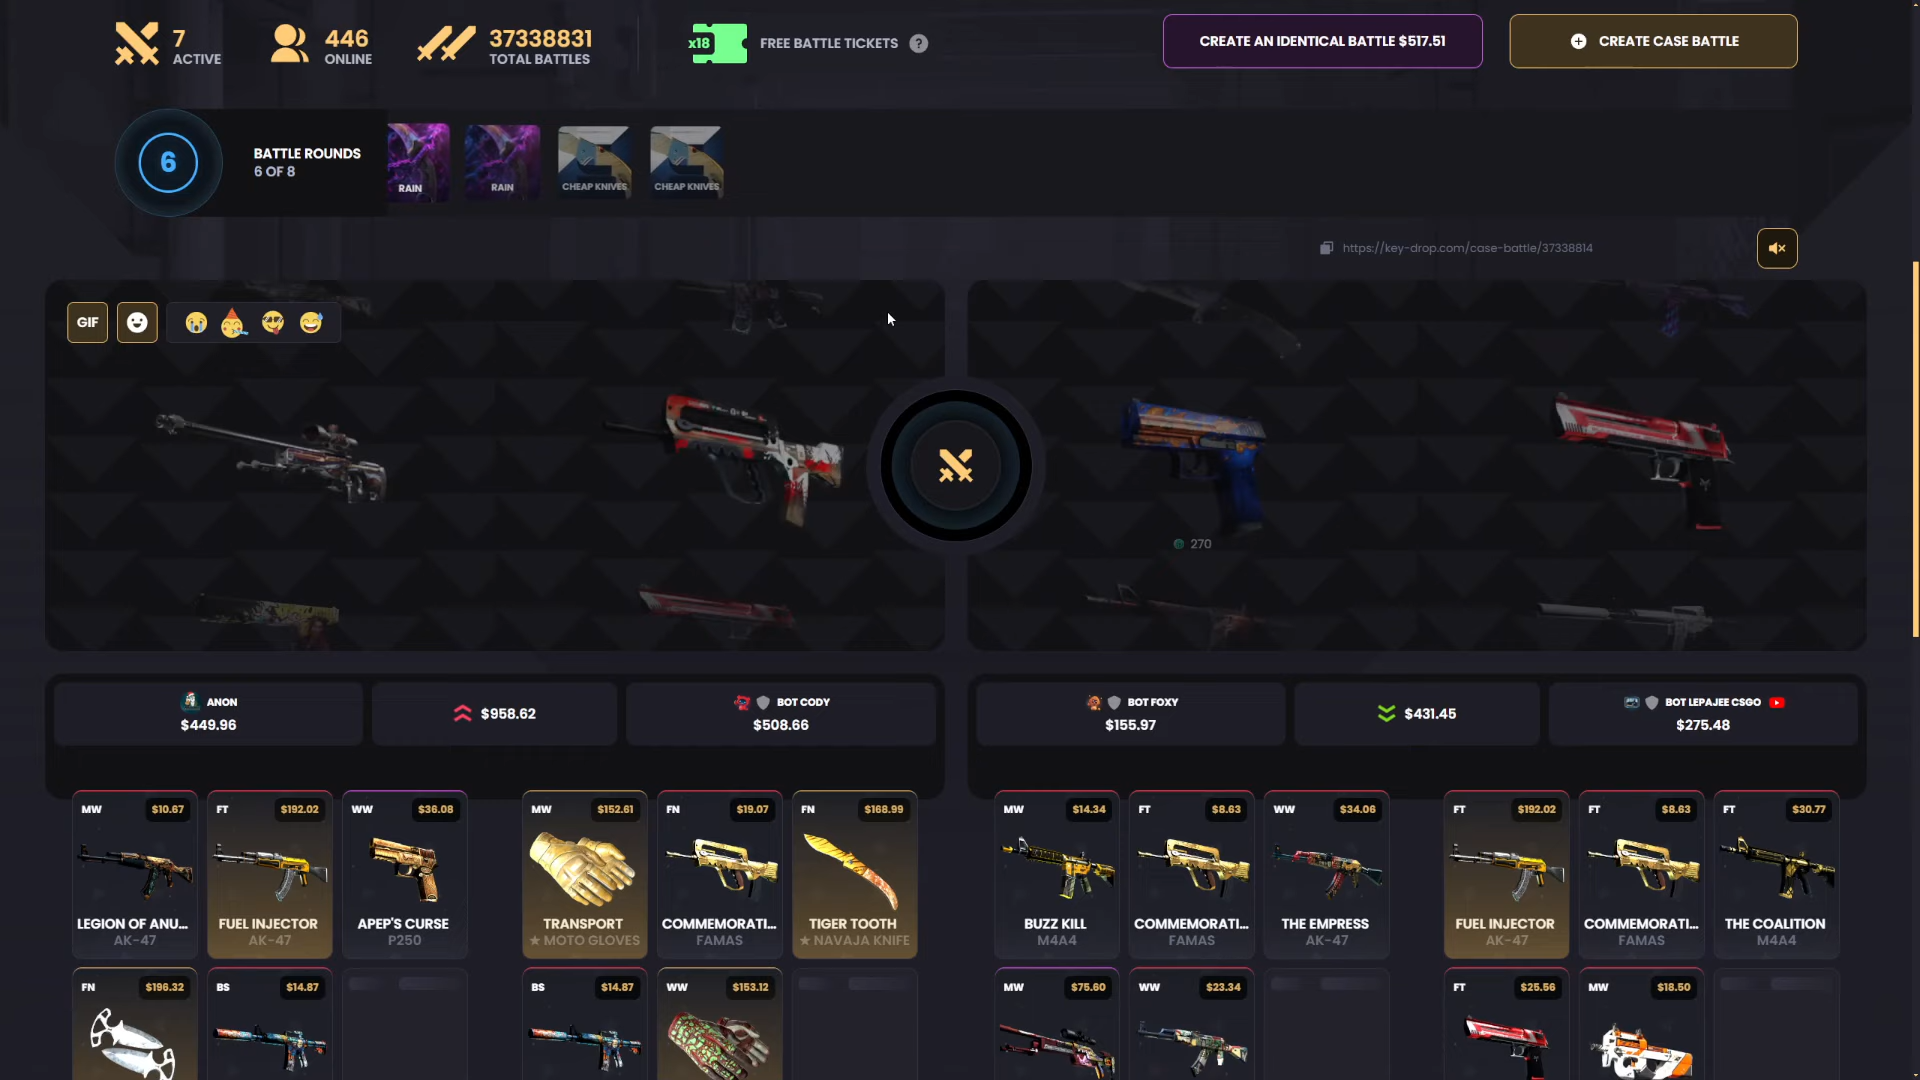 7
ACTIVE
446
ONLINE
37338831
TOTAL BATTLES
x18
FREE BATTLE TICKETS ?
CREATE AN IDENTICAL BATTLE $517.51
CREATE CASE BATTLE
6
BATTLE ROUNDS
6 OF 8
RAIN
RAIN
CHEAP KNIVES
CHEAP KNIVES
https://key-drop.com/case-battle/37338814
GIF
270
ANON
$449.96
$958.62
BOT CODY
$508.66
BOT FOXY
$155.97
$431.45
BOT LEPAJEE CSGO
$275.48
MW $10.67
LEGION OF ANU...
AK-47
FT $192.02
FUEL INJECTOR
AK-47
WW $36.08
APEP'S CURSE
P250
MW $152.61
TRANSPORT
★ MOTO GLOVES
FN $19.07
COMMEMORATI...
FAMAS
FN $168.99
TIGER TOOTH
★ NAVAJA KNIFE
MW $14.34
BUZZ KILL
M4A4
FT $8.63
COMMEMORATI...
FAMAS
WW $34.06
THE EMPRESS
AK-47
FT $192.02
FUEL INJECTOR
AK-47
FT $8.63
COMMEMORATI...
FAMAS
FT $30.77
THE COALITION
M4A4
FN $196.32
BS $14.87
BS $14.87
WW $153.12
MW $75.60
WW $23.34
FT $25.56
MW $18.50